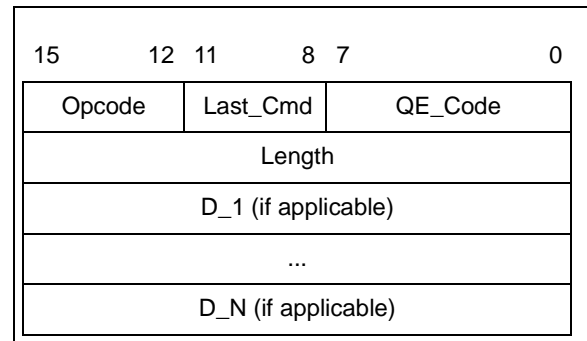 15 12 11 8 7 0
Opcode Last_Cmd QE_Code
Length
D_1 (if applicable)
...
D_N (if applicable)